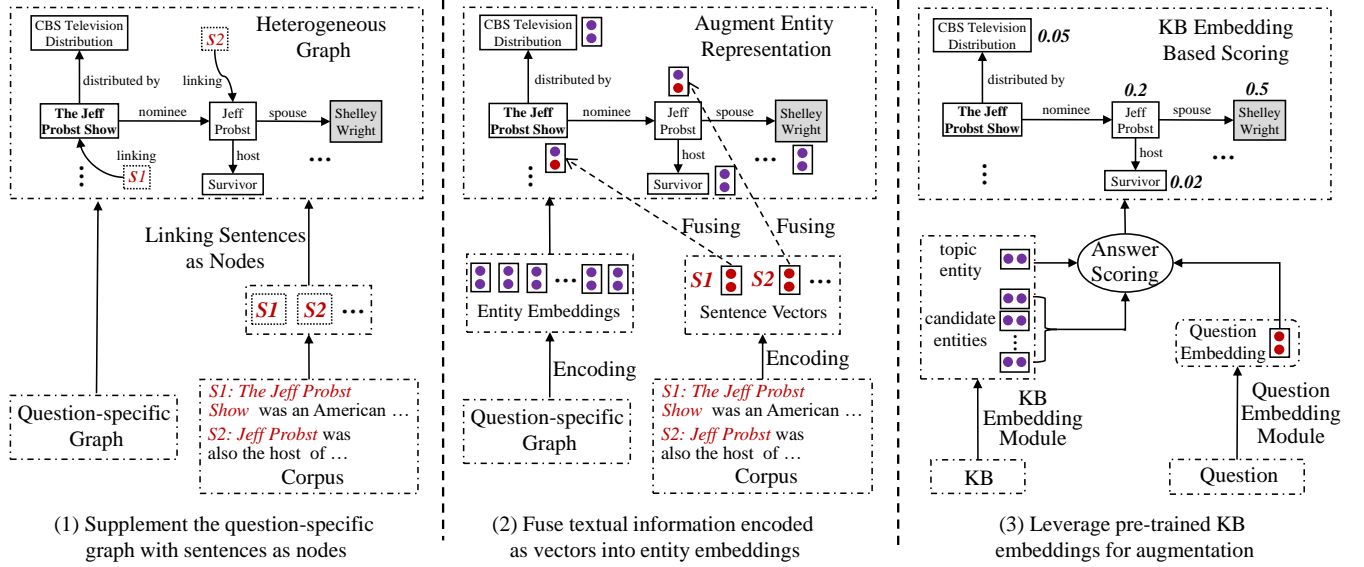 Heterogeneous
Graph
CBS Television
Distribution
S2
linking
distributed by
The Jeff
Probst Show
nominee
Jeff
Probst
spouse
Shelley
Wright
linking
S1
host
...
Survivor
Linking Sentences
as Nodes
S1 S2 ...
Question-specific
Graph
S1: The Jeff Probst
Show was an American …
S2: Jeff Probst was
also the host of …
Corpus
(1) Supplement the question-specific
graph with sentences as nodes
Augment Entity
Representation
CBS Television
Distribution
distributed by
The Jeff
Probst Show
nominee
Jeff
Probst
spouse
Shelley
Wright
host
...
Survivor
Fusing
Fusing
...
Entity Embeddings
S1 S2 ...
Sentence Vectors
Encoding
Encoding
Question-specific
Graph
S1: The Jeff Probst
Show was an American …
S2: Jeff Probst was
also the host of …
Corpus
(2) Fuse textual information encoded
as vectors into entity embeddings
KB Embedding
Based Scoring
CBS Television
Distribution
0.05
distributed by
0.2
0.5
The Jeff
Probst Show
nominee
Jeff
Probst
spouse
Shelley
Wright
host
...
Survivor
0.02
topic
entity
Answer
Scoring
candidate
entities
Question
Embedding
KB
Embedding
Module
Question
Embedding
Module
KB
Question
(3) Leverage pre-trained KB
embeddings for augmentation